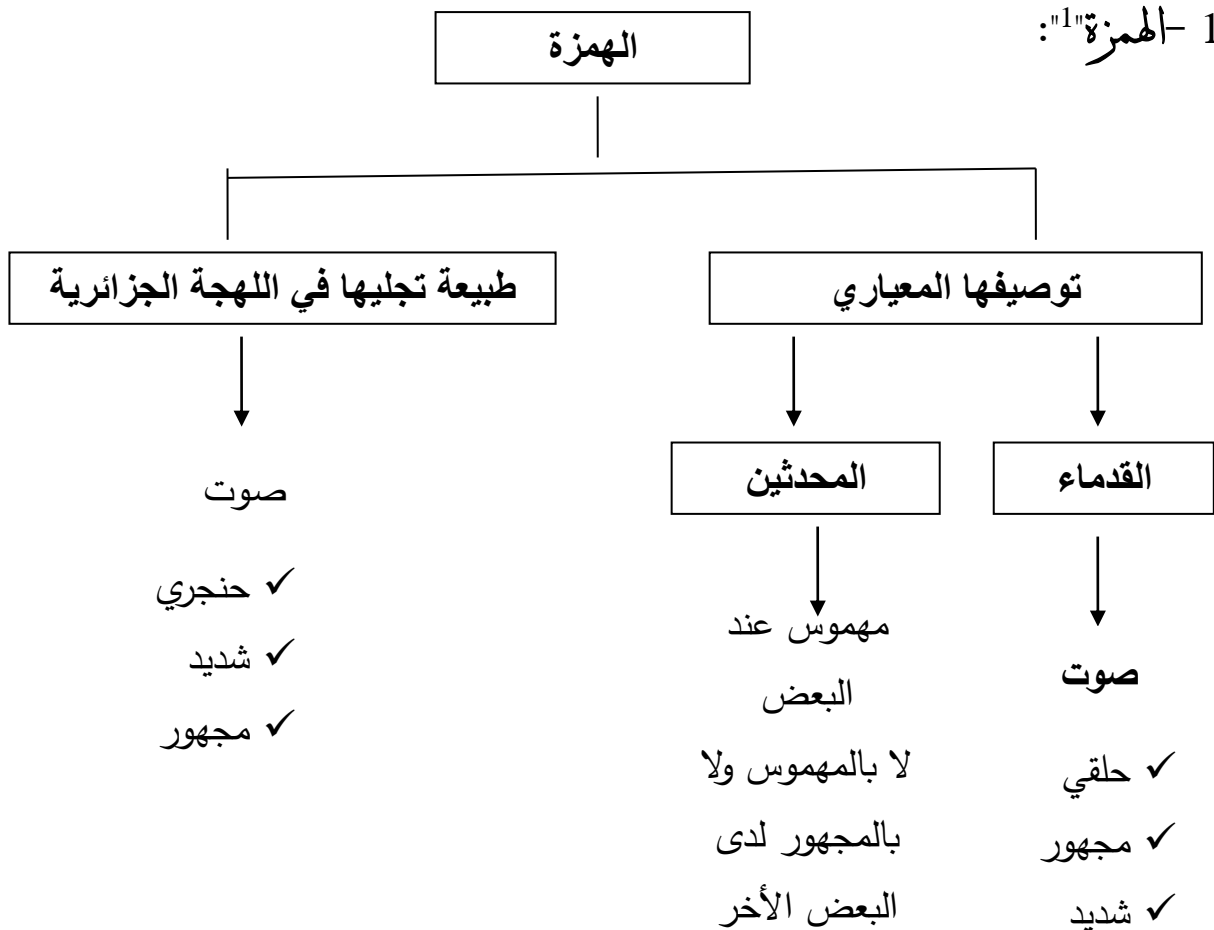 1 -الهمزة"1":
الهمزة
توصيفها المعياري
طبيعة تجليها في اللهجة الجزائرية
القدماء
المحدثين
صوت
✓ حلقي
✓ مجهور
✓ شديد
مهموس عند
البعض
لا بالمهموس ولا
بالمجهور لدى
البعض الأخر
صوت
✓ حنجري
✓ شديد
✓ مجهور